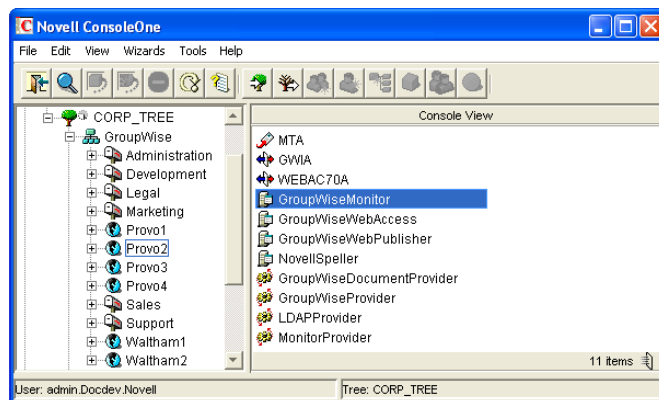 Novell ConsoleOne
File Edit View Wizards Tools Help
CORP_TREE
GroupWise
Administration
Development
Legal
Marketing
Provo1
Provo2
Provo3
Provo4
Sales
Support
Waltham1
Waltham2
Console View
MTA
GWIA
WEBAC70A
GroupWiseMonitor
GroupWiseWebAccess
GroupWiseWebPublisher
NovellSpeller
GroupWiseDocumentProvider
GroupWiseProvider
LDAPProvider
MonitorProvider
11 items
User: admin.Docdev.Novell
Tree: CORP_TREE